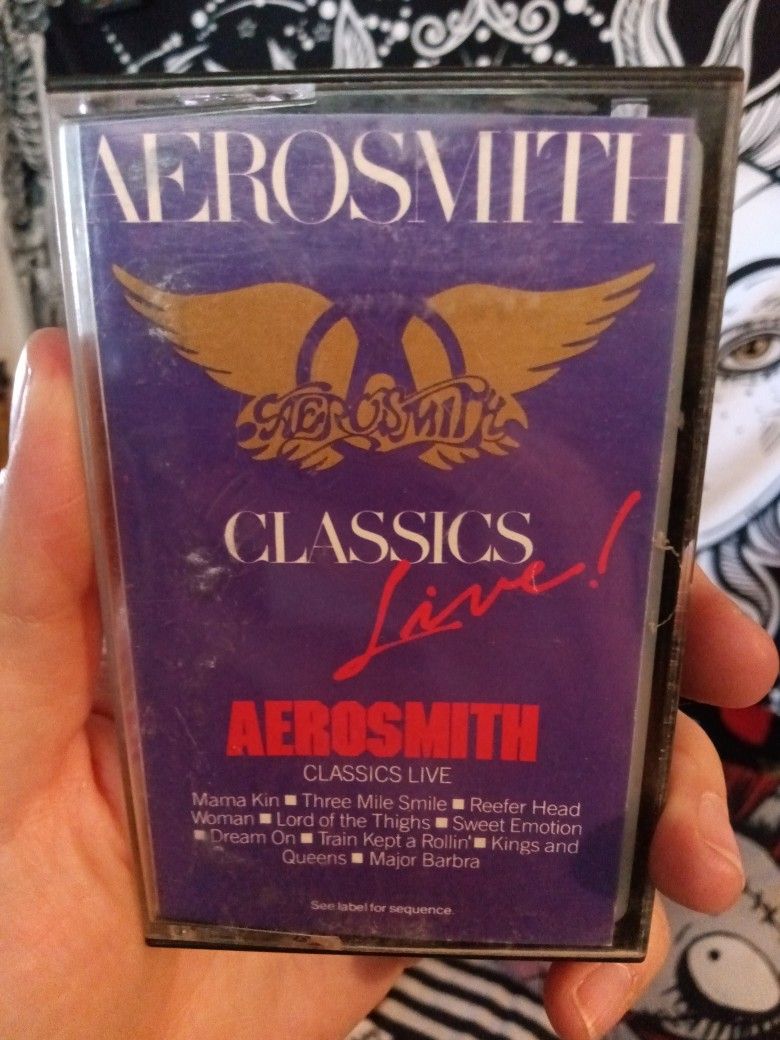 AEROSMITH
AEROSMITH
CLASSICS
Live!
AEROSMITH
CLASSICS LIVE
Mama Kin ■ Three Mile Smile ■ Reefer Head
Woman ■ Lord of the Thighs ■ Sweet Emotion
■ Dream On ■ Train Kept a Rollin' ■ Kings and
Queens ■ Major Barbra
See label for sequence.